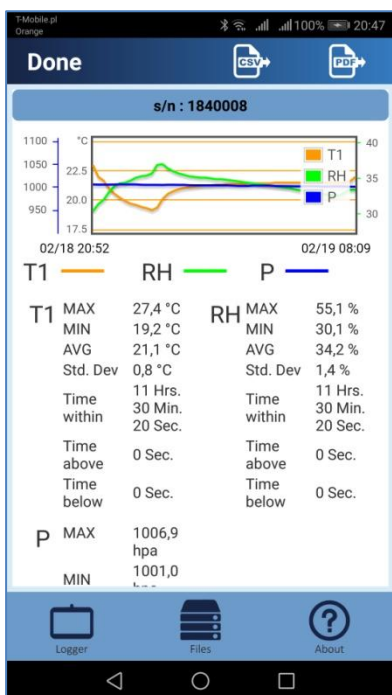 T-Mobile.pl
Orange
100% 20:47
Done
CSV
PDF
s/n : 1840008
1100
1050
1000
950
°C
22.5
20.0
17.5
T1
RH
P
40
35
30
02/18 20:52
02/19 08:09
T1
RH
P
T1
MAX 27,4 °C
MIN 19,2 °C
AVG 21,1 °C
Std. Dev 0,8 °C
Time within
11 Hrs.
30 Min.
20 Sec.
Time above
0 Sec.
Time below
0 Sec.
RH
MAX 55,1 %
MIN 30,1 %
AVG 34,2 %
Std. Dev 1,4 %
Time within
11 Hrs.
30 Min.
20 Sec.
Time above
0 Sec.
Time below
0 Sec.
P
MAX 1006,9
hpa
MIN 1001,0
Logger
Files
?
About